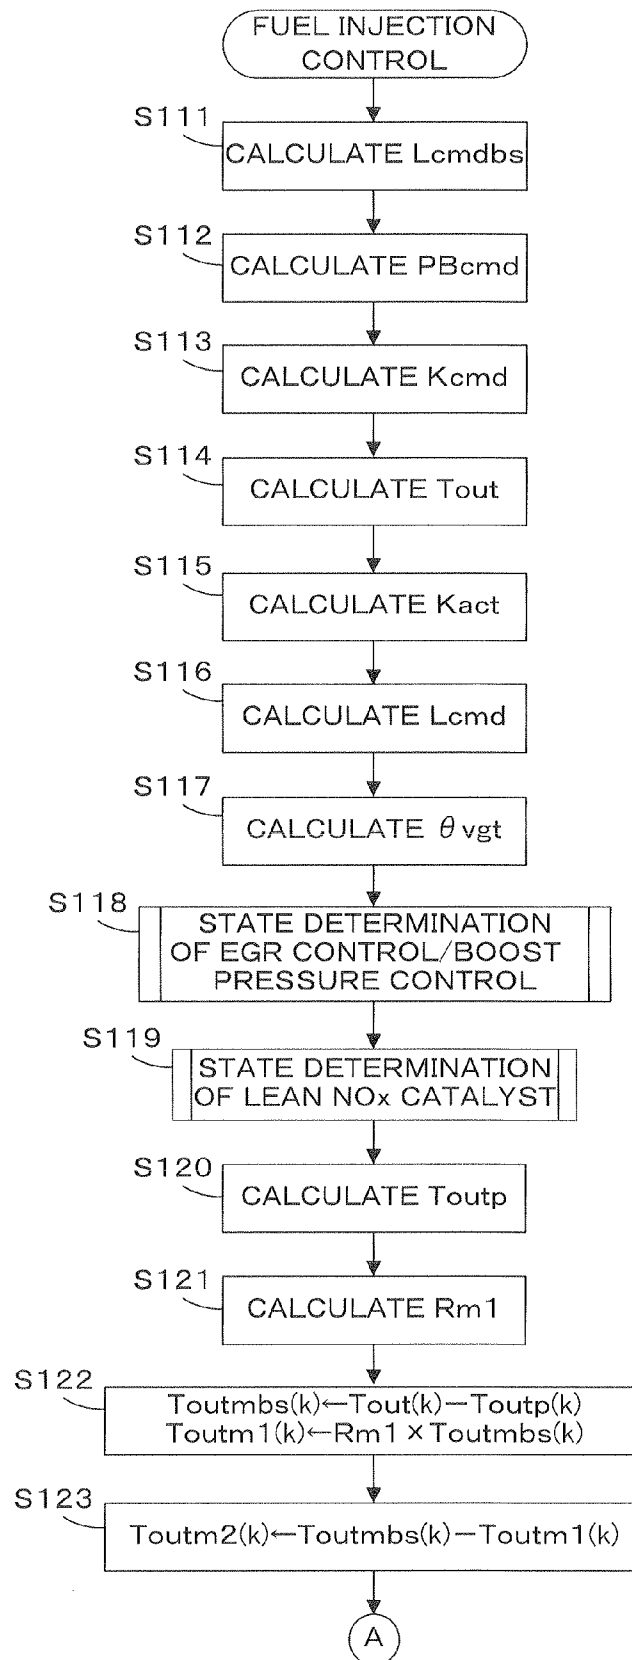 FUEL INJECTION
CONTROL
S111
CALCULATE Lcmdbs
S112
CALCULATE PBcmd
S113
CALCULATE Kcmd
S114
CALCULATE Tout
S115
CALCULATE Kact
S116
CALCULATE Lcmd
S117
CALCULATE θvgt
S118
STATE DETERMINATION
OF EGR CONTROL/BOOST
PRESSURE CONTROL
S119
STATE DETERMINATION
OF LEAN NOx CATALYST
S120
CALCULATE Toutp
S121
CALCULATE Rm1
S122
Toutmbs(k)←Tout(k)−Toutp(k)
Toutm1(k)←Rm1×Toutmbs(k)
S123
Toutm2(k)←Toutmbs(k)−Toutm1(k)
A